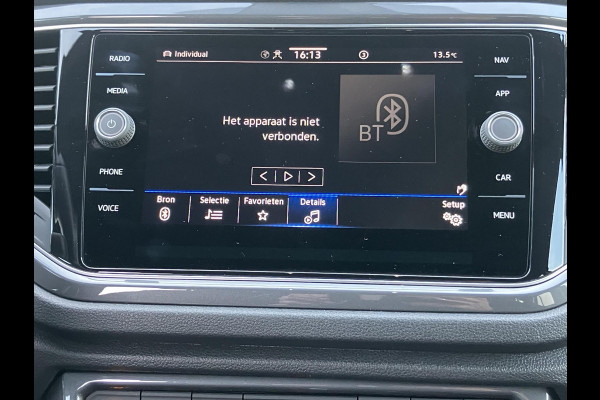 RADIO
MEDIA
PHONE
VOICE
Individual 16:13 13.5°C
Het apparaat is niet
verbonden.
BT
Bron Selectie Favorieten Details Setup
NAV
APP
CAR
MENU